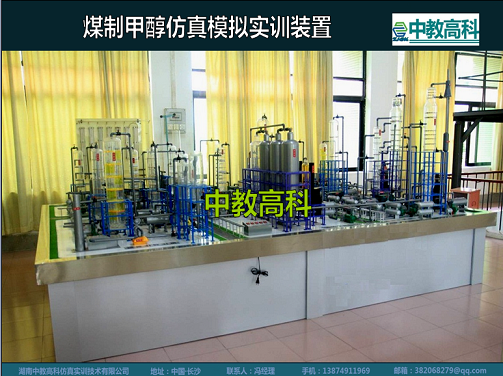 煤制甲醇仿真模拟实训装置
中教高科
中教高科
湖南中教高科仿真实训技术有限公司 地址：中国·长沙 联系人：冯经理 手机：13874911969 邮箱：382068279@qq.com